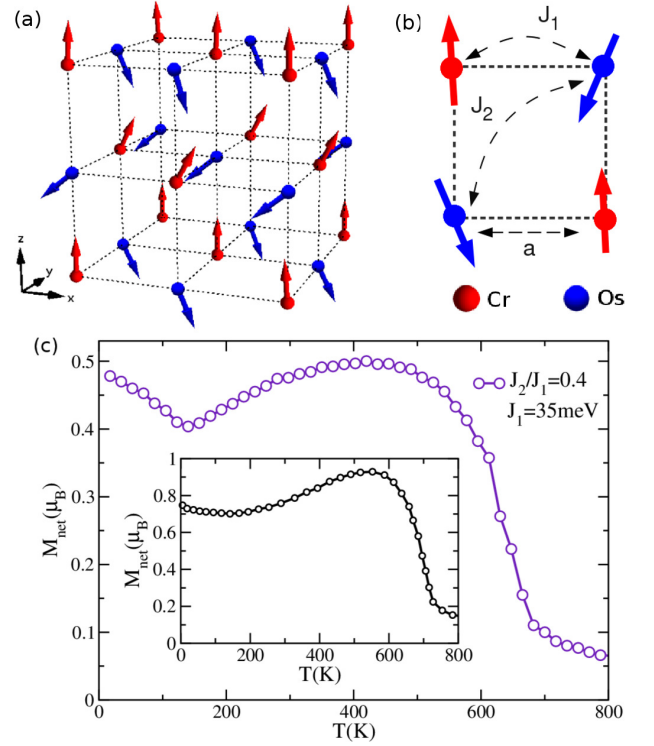 (a)
z
y
x
(b)
J1
J2
a
Cr
Os
(c)
Mnet(μB)
0.5
0.4
0.3
0.2
0.1
0
0
200
400
600
800
T(K)
J2/J1=0.4
J1=35meV
Mnet(μB)
1
0.8
0.6
0.4
0.2
0
0
200
400
600
800
T(K)